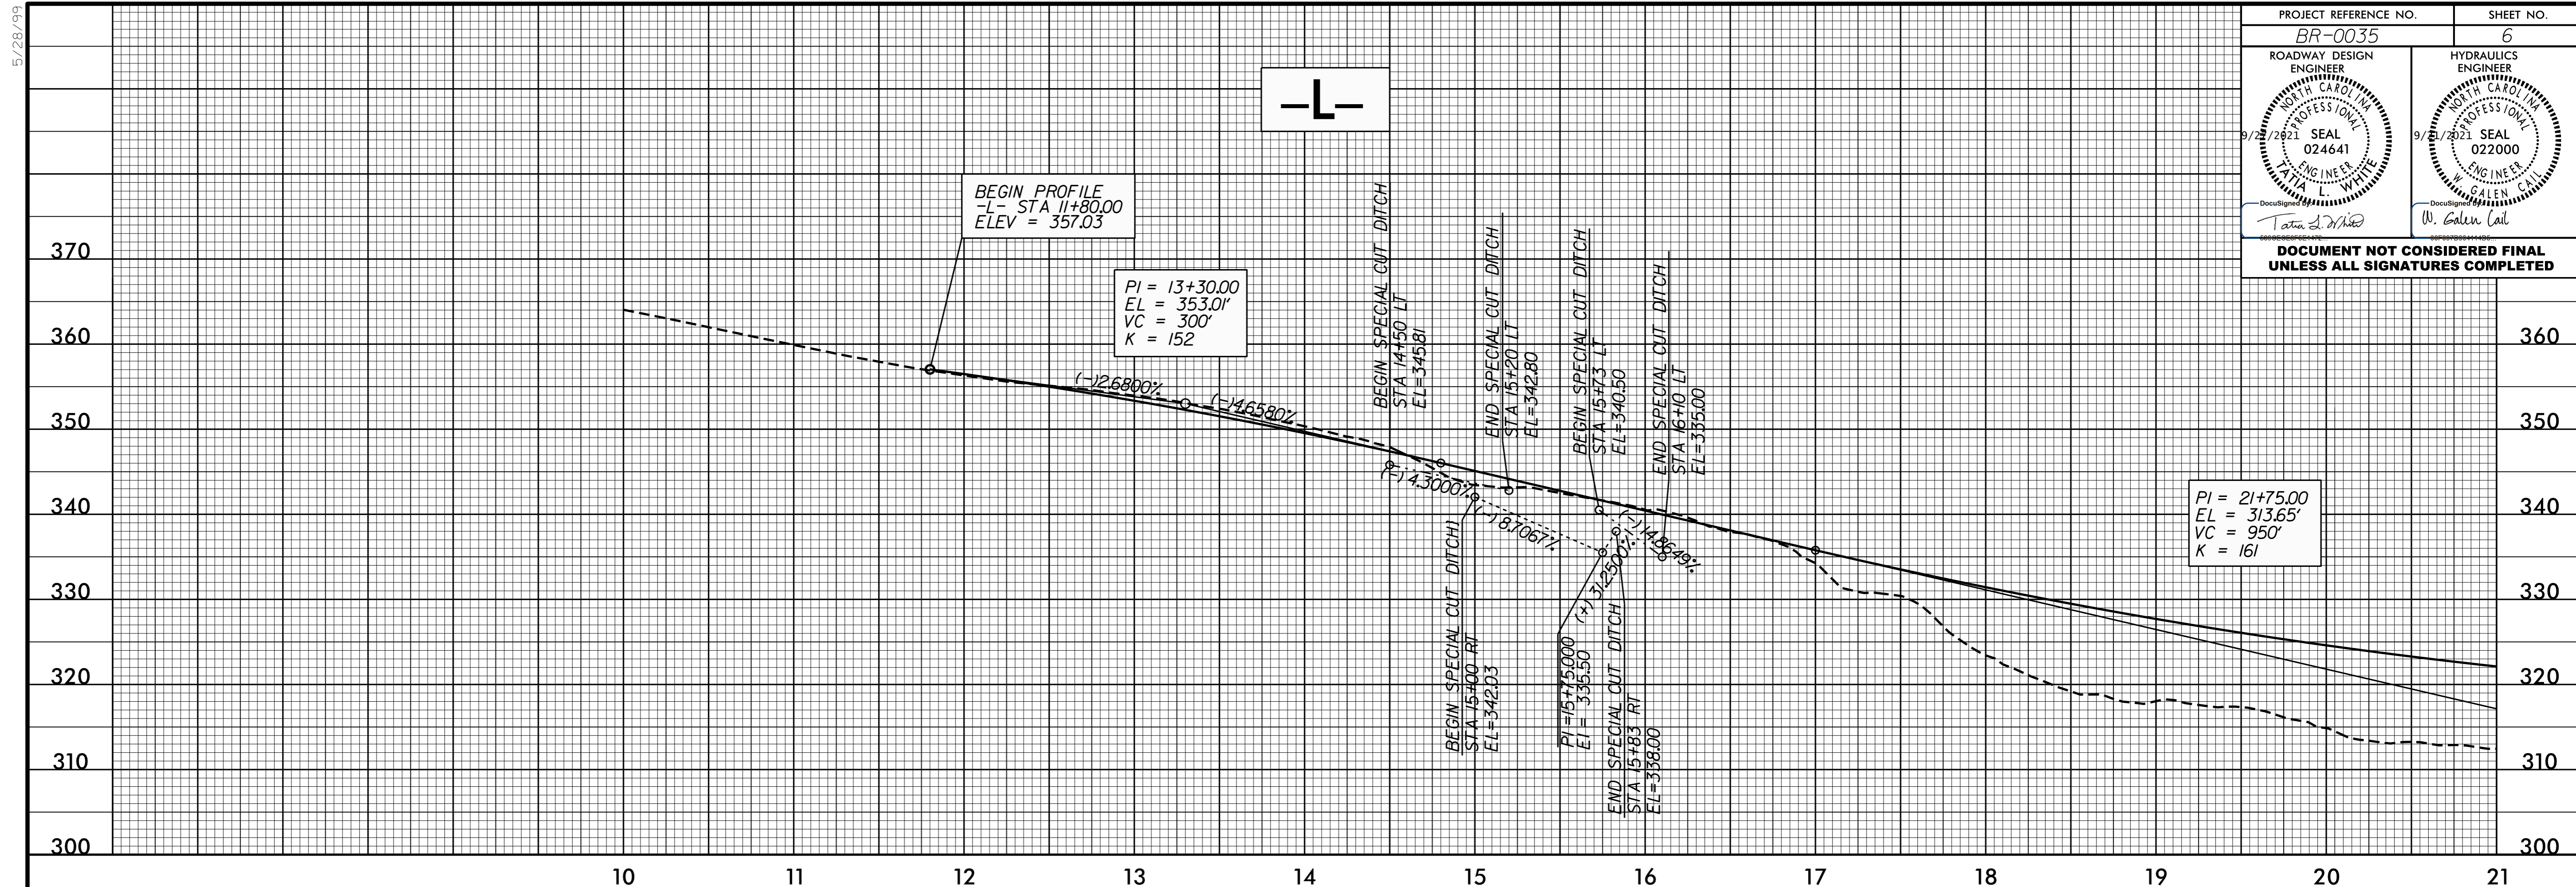 5/28/99
PROJECT REFERENCE NO.
SHEET NO.
BR-0035
6
ROADWAY DESIGN
ENGINEER
HYDRAULICS
ENGINEER
NORTH CAROLINA
PROFESSIONAL
SEAL
024641
ENGINEER
TATIA L. WHITE
NORTH CAROLINA
PROFESSIONAL
9/21/2021
SEAL
022000
ENGINEER
W. GALEN CAIL
DocuSigned by:
Tatia L. White
DocuSigned by:
W. Galen Cail
DOCUMENT NOT CONSIDERED FINAL
UNLESS ALL SIGNATURES COMPLETED
-L-
BEGIN PROFILE
-L- STA 11+80.00
ELEV = 357.03
PI = 13+30.00
EL = 353.01'
VC = 300'
K = 152
BEGIN SPECIAL CUT DITCH
STA 14+50 LT
EL=345.81
END SPECIAL CUT DITCH
STA 15+20 LT
EL=342.80
BEGIN SPECIAL CUT DITCH
STA 15+73 LT
EL=340.50
END SPECIAL CUT DITCH
STA 16+10 LT
EL=335.00
(-)2.6800%
(-)4.6580%
(-)4.3000%
(-)8.7067%
(-)14.8649%
(+)31.2500%
BEGIN SPECIAL CUT DITCH)
STA 15+00 RT
EL=342.03
PI=15+75.000
El = 335.50
END SPECIAL CUT DITCH
STA 15+83 RT
EL=338.00
PI = 21+75.00
EL = 313.65'
VC = 950'
K = 161
370
360
350
340
330
320
310
300
360
350
340
330
320
310
300
10
11
12
13
14
15
16
17
18
19
20
21